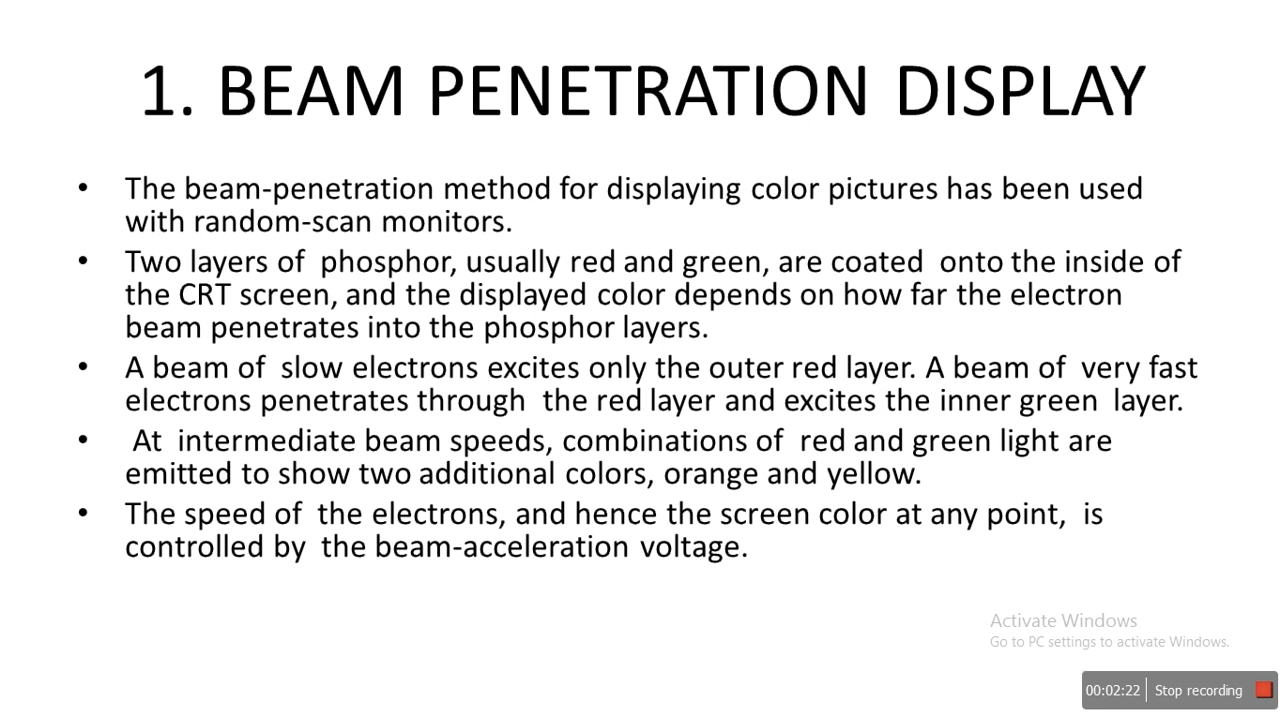 1. BEAM PENETRATION DISPLAY
• The beam-penetration method for displaying color pictures has been used
with random-scan monitors.
• Two layers of phosphor, usually red and green, are coated onto the inside of
the CRT screen, and the displayed color depends on how far the electron
beam penetrates into the phosphor layers.
• A beam of slow electrons excites only the outer red layer. A beam of very fast
electrons penetrates through the red layer and excites the inner green layer.
• At intermediate beam speeds, combinations of red and green light are
emitted to show two additional colors, orange and yellow.
• The speed of the electrons, and hence the screen color at any point, is
controlled by the beam-acceleration voltage.
Activate Windows
Go to PC settings to activate Windows.
00:02:22 Stop recording